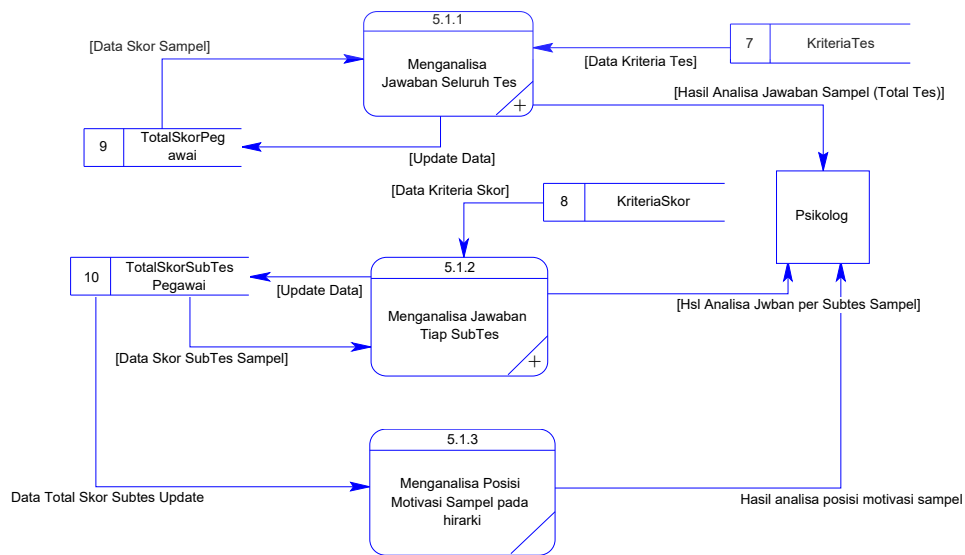 5.1.1
Menganalisa
Jawaban Seluruh Tes
[Data Skor Sampel]
7
KriteriaTes
[Data Kriteria Tes]
[Hasil Analisa Jawaban Sampel (Total Tes)]
9
TotalSkorPeg
awai
[Update Data]
[Data Kriteria Skor]
8
KriteriaSkor
Psikolog
10
TotalSkorSubTes
Pegawai
[Update Data]
5.1.2
Menganalisa Jawaban
Tiap SubTes
[Hsl Analisa Jwban per Subtes Sampel]
[Data Skor SubTes Sampel]
5.1.3
Menganalisa Posisi
Motivasi Sampel pada
hirarki
Data Total Skor Subtes Update
Hasil analisa posisi motivasi sampel